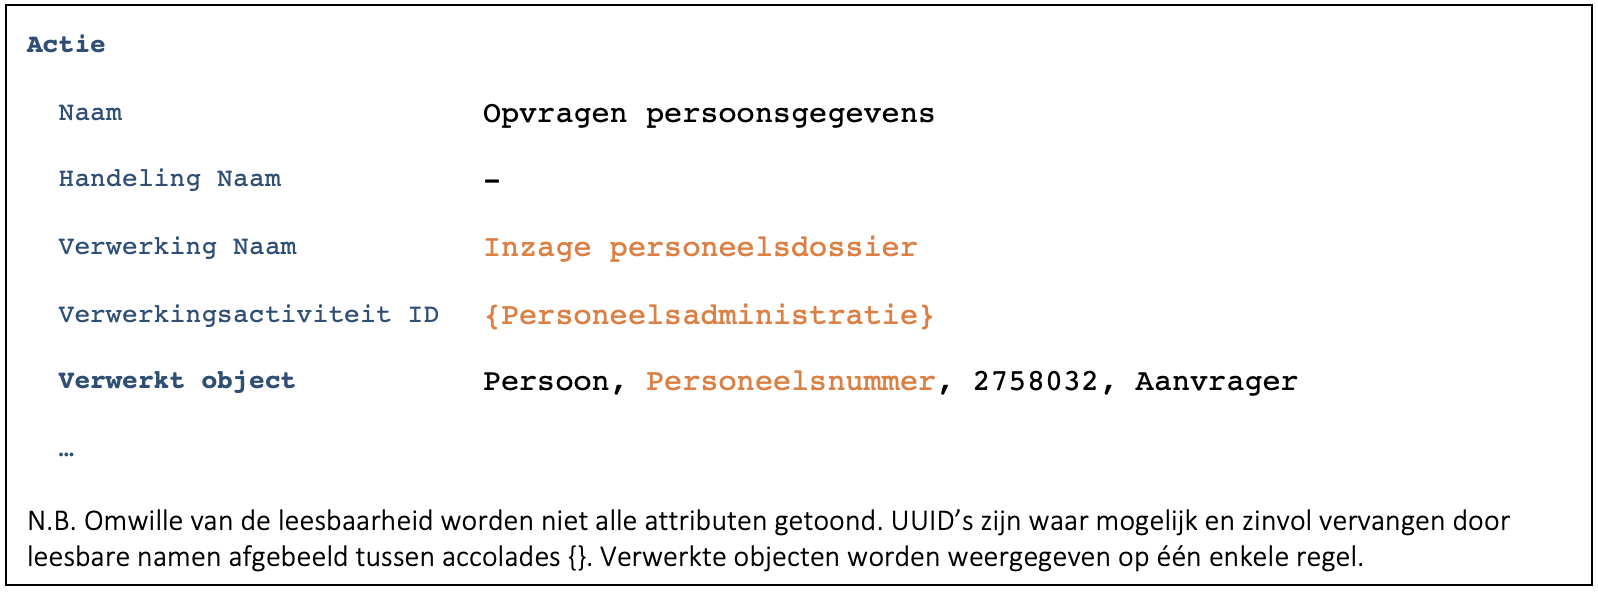 Actie
Naam Opvragen persoonsgegevens
Handeling Naam –
Verwerking Naam Inzage personeelsdossier
Verwerkingsactiviteit ID {Personeelsadministratie}
Verwerkt object Persoon, Personeelsnummer, 2758032, Aanvrager
…
N.B. Omwille van de leesbaarheid worden niet alle attributen getoond. UUID’s zijn waar mogelijk en zinvol vervangen door
leesbare namen afgebeeld tussen accolades {}. Verwerkte objecten worden weergegeven op één enkele regel.